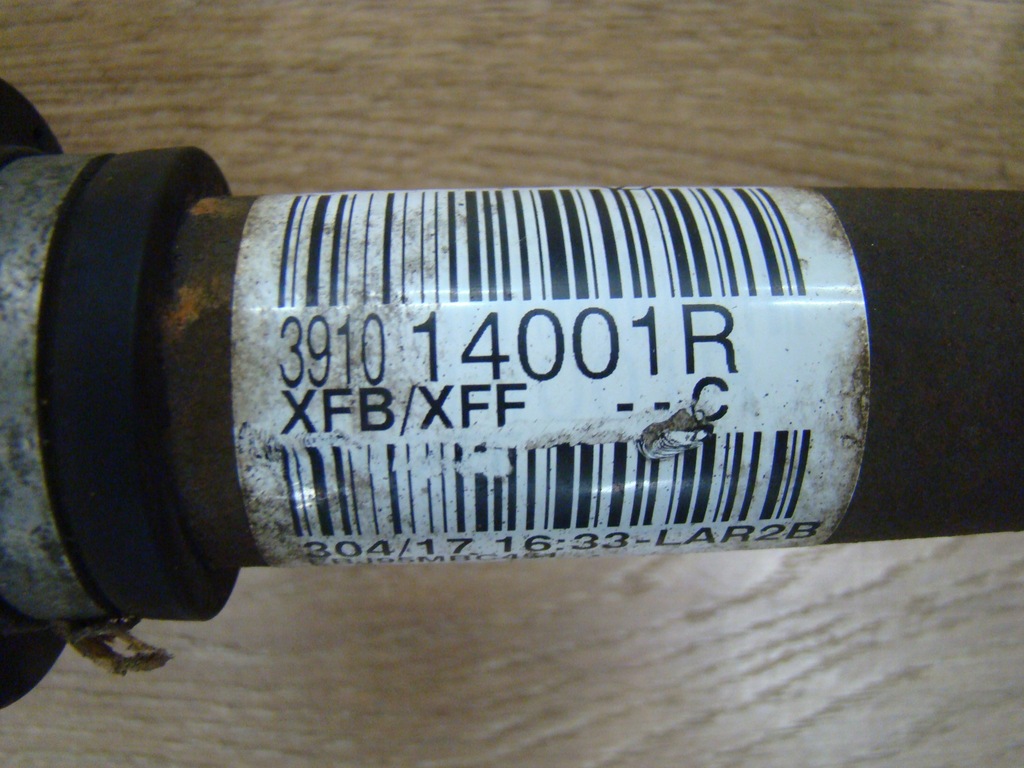 3910 14001R
XFB/XFF --C
304/17 16:33-LAR2B